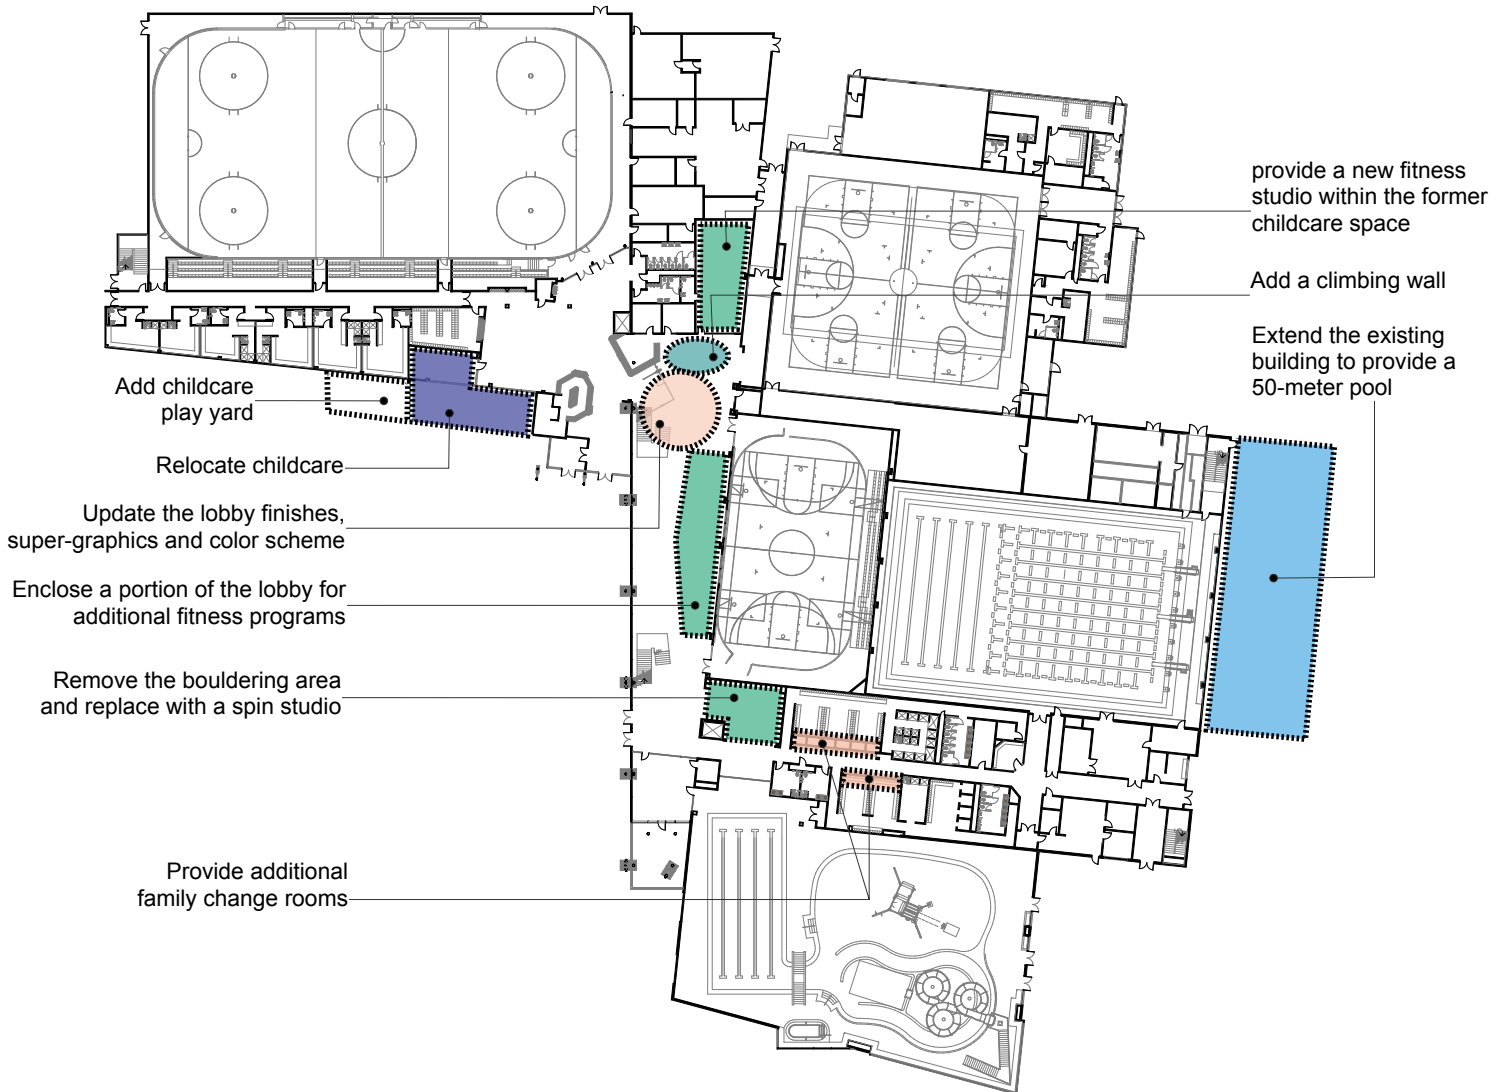 provide a new fitness
studio within the former
childcare space
Add a climbing wall
Extend the existing
building to provide a
50-meter pool
Add childcare
play yard
Relocate childcare
Update the lobby finishes,
super-graphics and color scheme
Enclose a portion of the lobby for
additional fitness programs
Remove the bouldering area
and replace with a spin studio
Provide additional
family change rooms